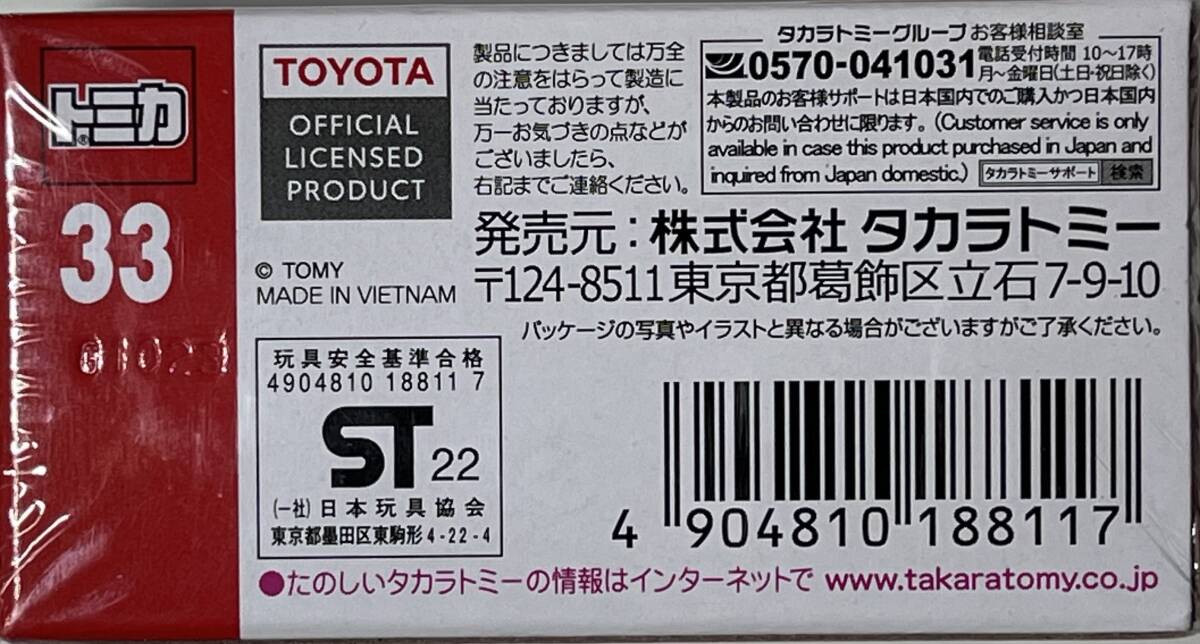 トミカ®
33
TOYOTA
OFFICIAL
LICENSED
PRODUCT
© TOMY
MADE IN VIETNAM
製品につきましては万全
の注意をはらって製造に
当たっておりますが、
万一お気づきの点などが
ございましたら、
右記までご連絡ください。
タカラトミーグループ お客様相談室
0570-041031 電話受付時間 10〜17時
月〜金曜日(土日・祝日除く)
本製品のお客様サポートは日本国内でのご購入かつ日本国内
からのお問い合わせに限ります。(Customer service is only
available in case this product purchased in Japan and
inquired from Japan domestic.) タカラトミーサポート 検索
発売元:株式会社 タカラトミー
〒124-8511 東京都葛飾区立石7-9-10
パッケージの写真やイラストと異なる場合がございますがご了承ください。
玩具安全基準合格
4904810 18811 7
ST 22
(一社)日本玩具協会
東京都墨田区東駒形4-22-4
4 904810 188117
●たのしいタカラトミーの情報はインターネットで www.takaratomy.co.jp